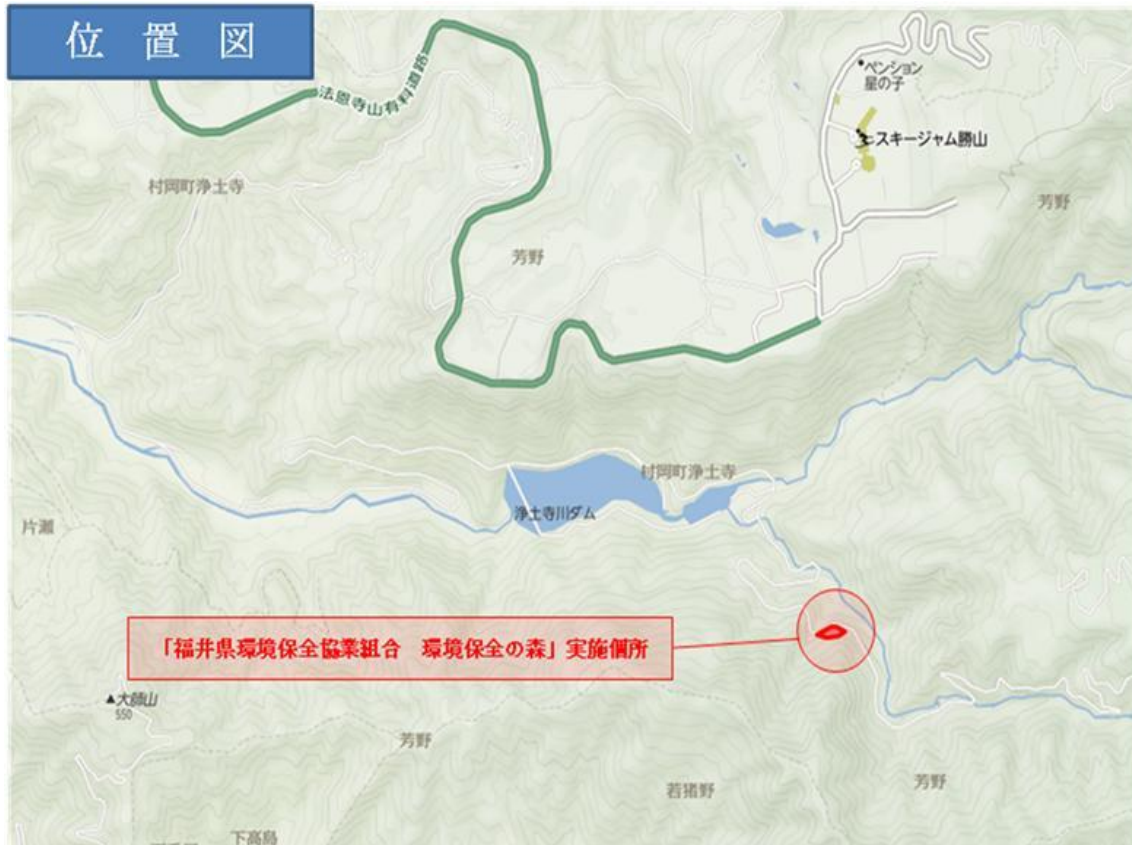 位置図
法恩寺山有料道路
ペンション
星の子
スキージャム勝山
村岡町浄土寺
芳野
芳野
村岡町浄土寺
浄土寺川ダム
片瀬
「福井県環境保全協業組合 環境保全の森」実施個所
▲大師山
550
芳野
若猪野
芳野
下高島